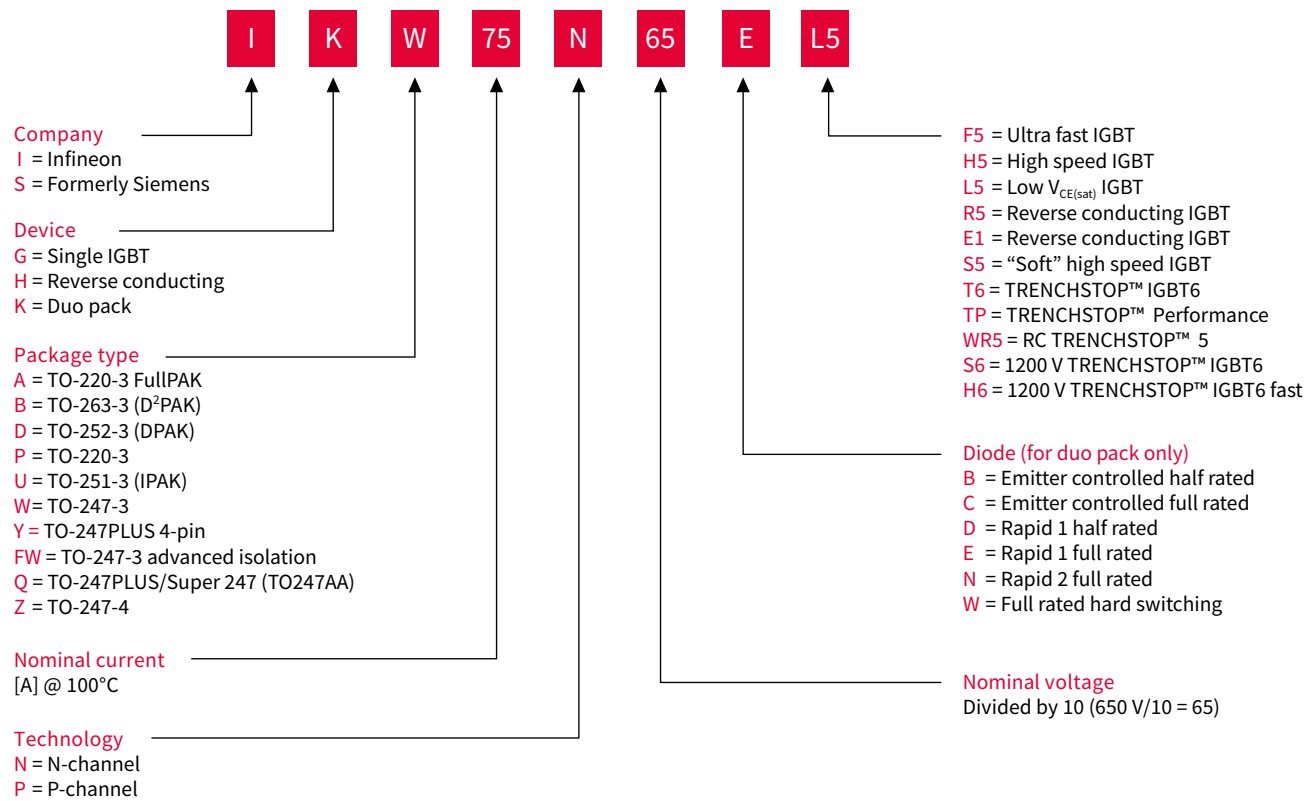 I K W 75 N 65 E L5
Company
I = Infineon
S = Formerly Siemens
Device
G = Single IGBT
H = Reverse conducting
K = Duo pack
Package type
A = TO-220-3 FullPAK
B = TO-263-3 (D²PAK)
D = TO-252-3 (DPAK)
P = TO-220-3
U = TO-251-3 (IPAK)
W= TO-247-3
Y = TO-247PLUS 4-pin
FW = TO-247-3 advanced isolation
Q = TO-247PLUS/Super 247 (TO247AA)
Z = TO-247-4
Nominal current
[A] @ 100°C
Technology
N = N-channel
P = P-channel
F5 = Ultra fast IGBT
H5 = High speed IGBT
L5 = Low VCE(sat) IGBT
R5 = Reverse conducting IGBT
E1 = Reverse conducting IGBT
S5 = “Soft” high speed IGBT
T6 = TRENCHSTOP™ IGBT6
TP = TRENCHSTOP™ Performance
WR5 = RC TRENCHSTOP™ 5
S6 = 1200 V TRENCHSTOP™ IGBT6
H6 = 1200 V TRENCHSTOP™ IGBT6 fast
Diode (for duo pack only)
B = Emitter controlled half rated
C = Emitter controlled full rated
D = Rapid 1 half rated
E = Rapid 1 full rated
N = Rapid 2 full rated
W = Full rated hard switching
Nominal voltage
Divided by 10 (650 V/10 = 65)